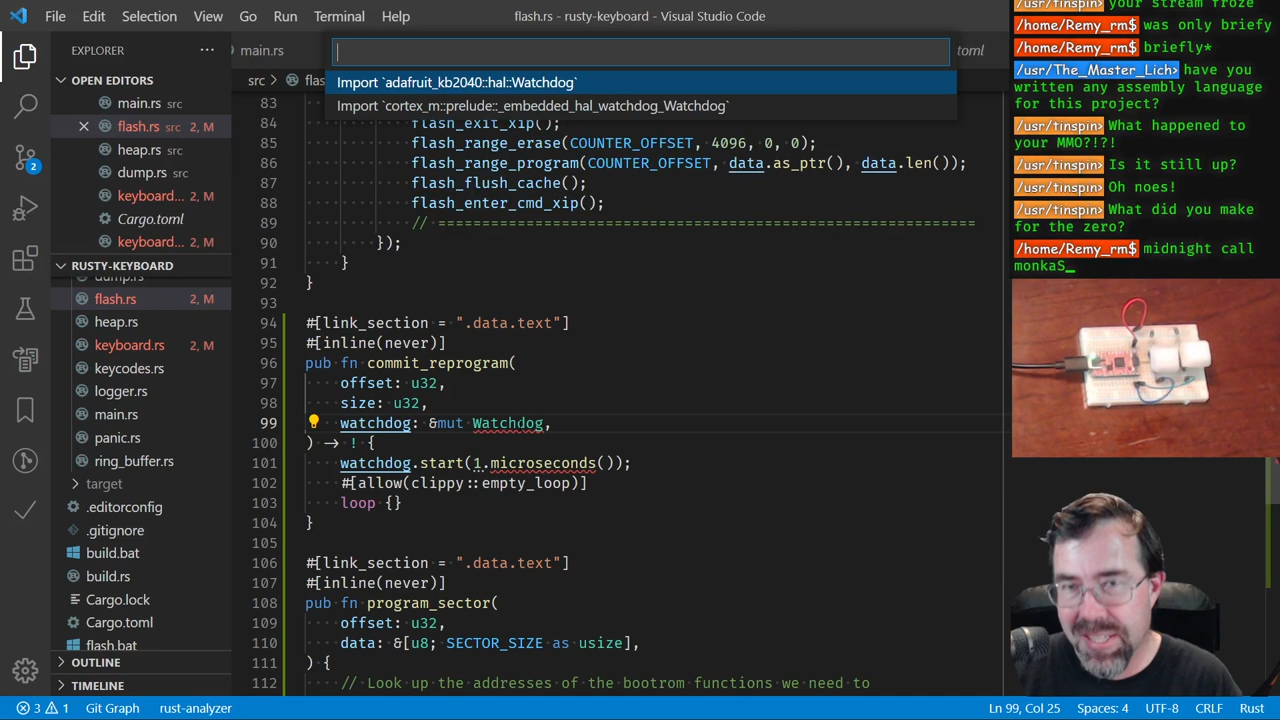 File Edit Selection View Go Run Terminal Help
flash.rs - rusty-keyboard - Visual Studio Code
EXPLORER
OPEN EDITORS
main.rs src
flash.rs src 2, M
heap.rs src
dump.rs src
keyboard...
Cargo.toml
keyboard...
RUSTY-KEYBOARD
dump.rs
flash.rs 2, M
heap.rs
keyboard.rs 2, M
keycodes.rs
logger.rs
main.rs
panic.rs
ring_buffer.rs
target
.editorconfig
.gitignore
build.bat
build.rs
Cargo.lock
Cargo.toml
flash.bat
OUTLINE
TIMELINE
2
main.rs
src
Import `adafruit_kb2040::hal::Watchdog`
Import `cortex_m::prelude::_embedded_hal_watchdog_Watchdog`
83
84 flash_exit_xip();
85 flash_range_erase(COUNTER_OFFSET, 4096, 0, 0);
86 flash_range_program(COUNTER_OFFSET, data.as_ptr(), data.len());
87 flash_flush_cache();
88 flash_enter_cmd_xip();
89 // =============================================================
90 });
91 }
92 }
93
94 #[link_section = ".data.text"]
95 #[inline(never)]
96 pub fn commit_reprogram(
97 offset: u32,
98 size: u32,
99 watchdog: &mut Watchdog,
100 ) -> ! {
101 watchdog.start(1.microseconds());
102 #[allow(clippy::empty_loop)]
103 loop {}
104 }
105
106 #[link_section = ".data.text"]
107 #[inline(never)]
108 pub fn program_sector(
109 offset: u32,
110 data: &[u8; SECTOR_SIZE as usize],
111 ) {
112 // Look up the addresses of the bootrom functions we need to
3 1 Git Graph rust-analyzer
Ln 99, Col 25 Spaces: 4 UTF-8 CRLF Rust
/usr/tinspin> your stream froze
/home/Remy_rm$ was only briefy
/home/Remy_rm$ briefly*
/usr/The_Master_Lich> have you
written any assembly language
for this project?
/usr/tinspin> What happened to
your MMO?!?!
/usr/tinspin> Is it still up?
/usr/tinspin> Oh noes!
/usr/tinspin> What did you make
for the zero?
/home/Remy_rm$ midnight call
monkaS_